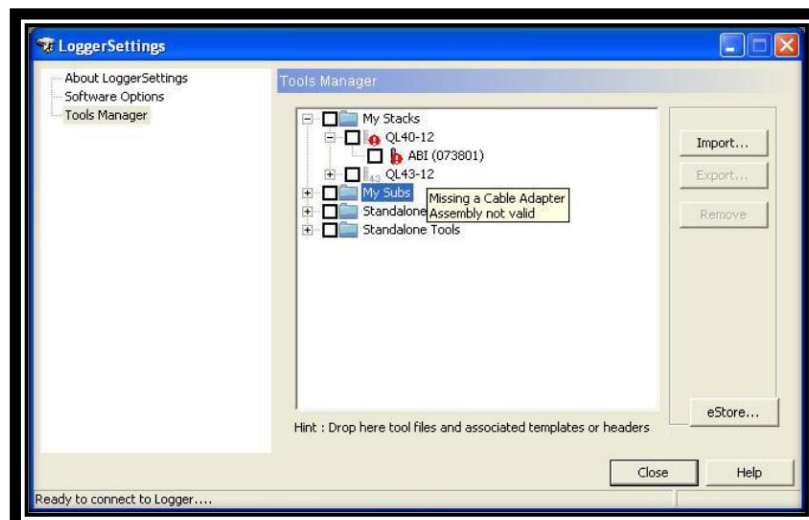 LoggerSettings
About LoggerSettings
Software Options
Tools Manager
Tools Manager
My Stacks
QL40-12
ABI (073801)
43 QL43-12
My Subs
Missing a Cable Adapter
Standalone
Assembly not valid
Standalone Tools
Import...
Export...
Remove
eStore...
Hint : Drop here tool files and associated templates or headers
Close
Help
Ready to connect to Logger....